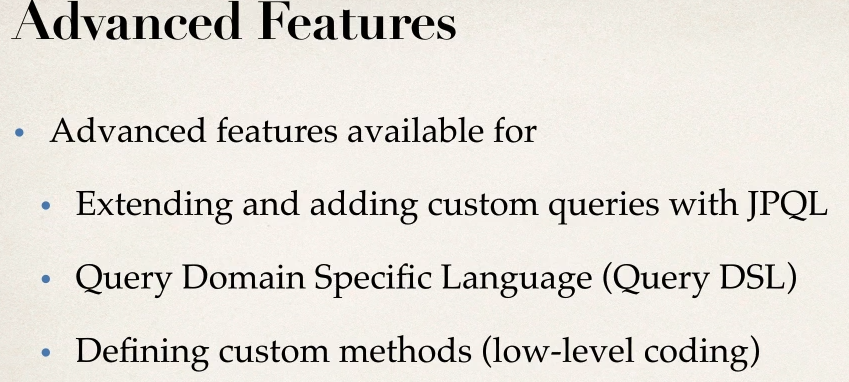 Advanced Features
• Advanced features available for
• Extending and adding custom queries with JPQL
• Query Domain Specific Language (Query DSL)
• Defining custom methods (low-level coding)